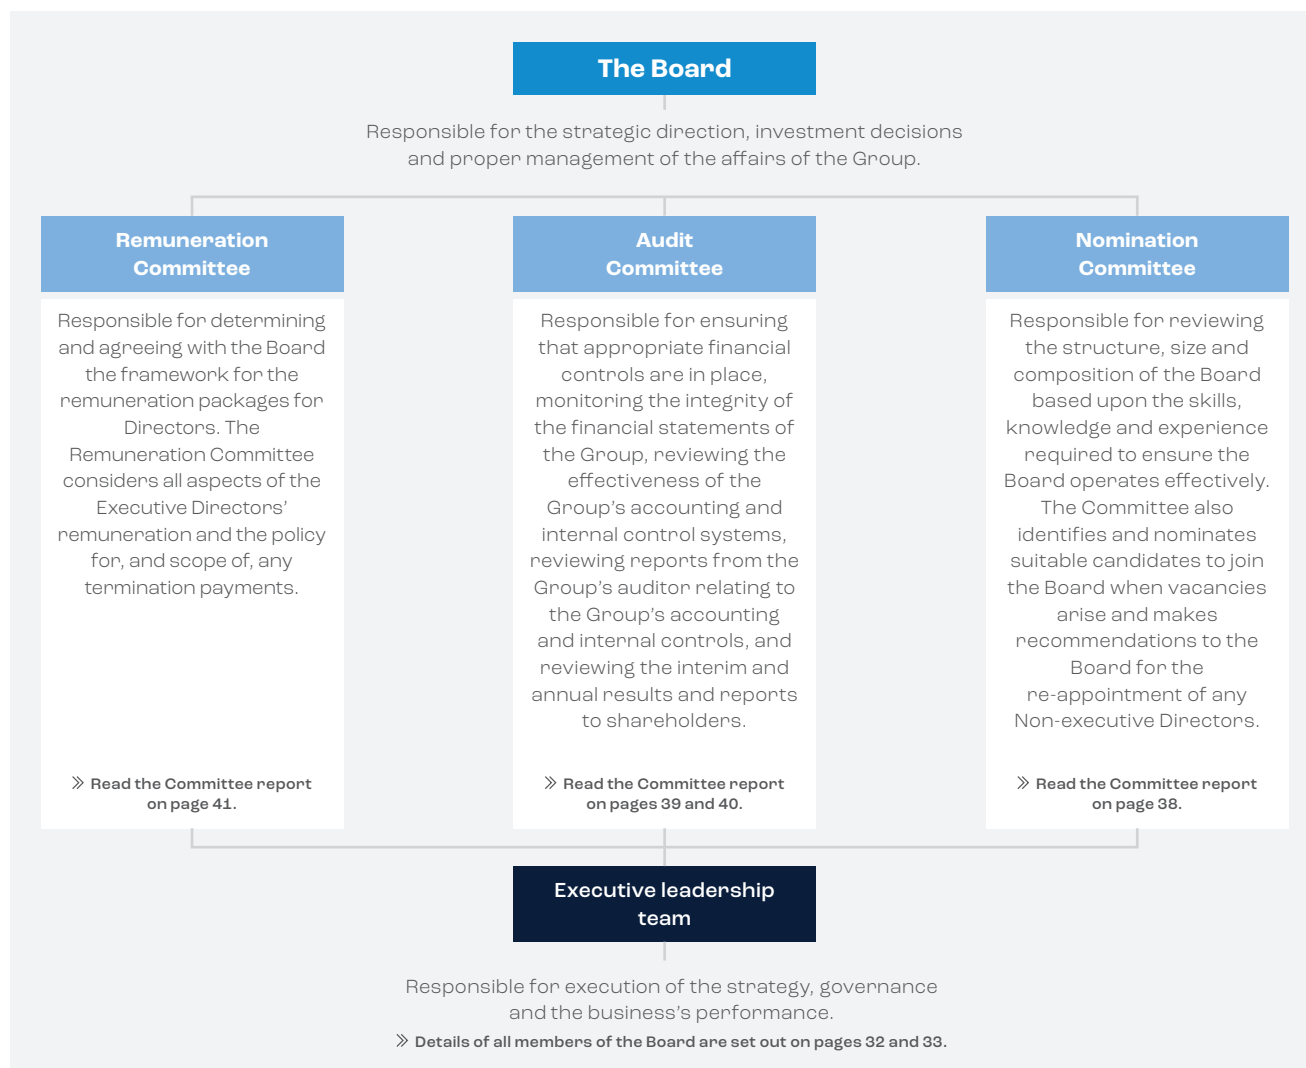 The Board
Responsible for the strategic direction, investment decisions
and proper management of the affairs of the Group.
Remuneration
Committee
Responsible for determining
and agreeing with the Board
the framework for the
remuneration packages for
Directors. The
Remuneration Committee
considers all aspects of the
Executive Directors’
remuneration and the policy
for, and scope of, any
termination payments.
Read the Committee report
on page 41.
Audit
Committee
Responsible for ensuring
that appropriate financial
controls are in place,
monitoring the integrity of
the financial statements of
the Group, reviewing the
effectiveness of the
Group’s accounting and
internal control systems,
reviewing reports from the
Group’s auditor relating to
the Group’s accounting
and internal controls, and
reviewing the interim and
annual results and reports
to shareholders.
Read the Committee report
on pages 39 and 40.
Nomination
Committee
Responsible for reviewing
the structure, size and
composition of the Board
based upon the skills,
knowledge and experience
required to ensure the
Board operates effectively.
The Committee also
identifies and nominates
suitable candidates to join
the Board when vacancies
arise and makes
recommendations to the
Board for the
re-appointment of any
Non-executive Directors.
Read the Committee report
on page 38.
Executive leadership
team
Responsible for execution of the strategy, governance
and the business’s performance.
Details of all members of the Board are set out on pages 32 and 33.